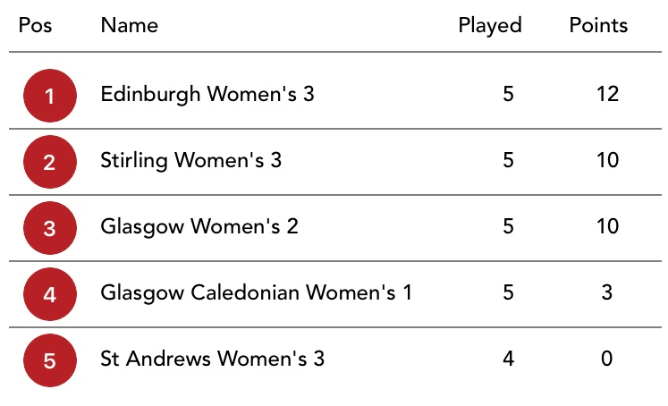 Pos Name Played Points
1 Edinburgh Women's 3 5 12
2 Stirling Women's 3 5 10
3 Glasgow Women's 2 5 10
4 Glasgow Caledonian Women's 1 5 3
5 St Andrews Women's 3 4 0